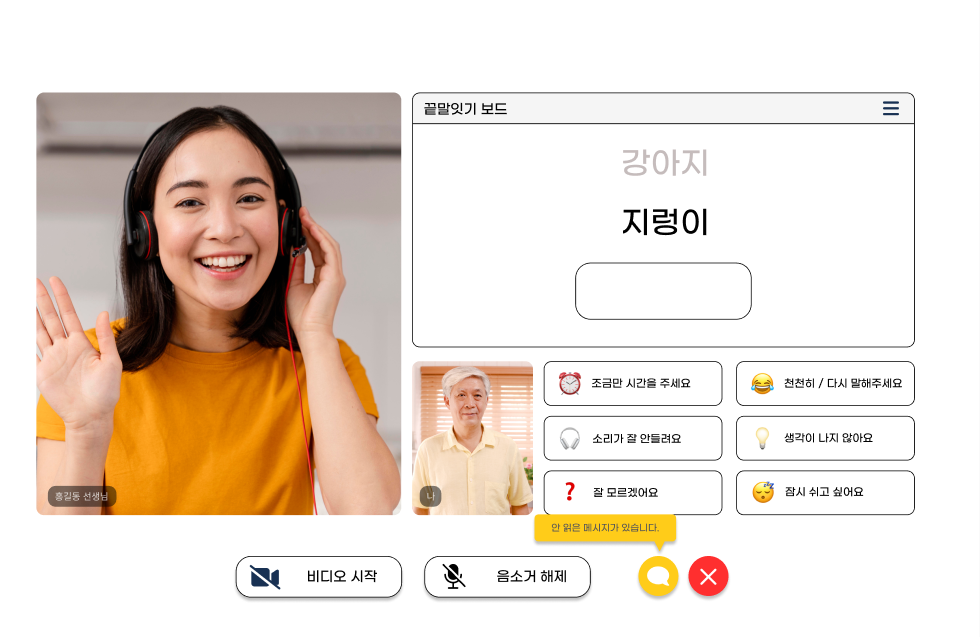 끝말잇기 보드
강아지
지렁이
홍길동 선생님
나
조금만 시간을 주세요
천천히 / 다시 말해주세요
소리가 잘 안들려요
생각이 나지 않아요
잘 모르겠어요
잠시 쉬고 싶어요
안 읽은 메시지가 있습니다.
비디오 시작
음소거 해제